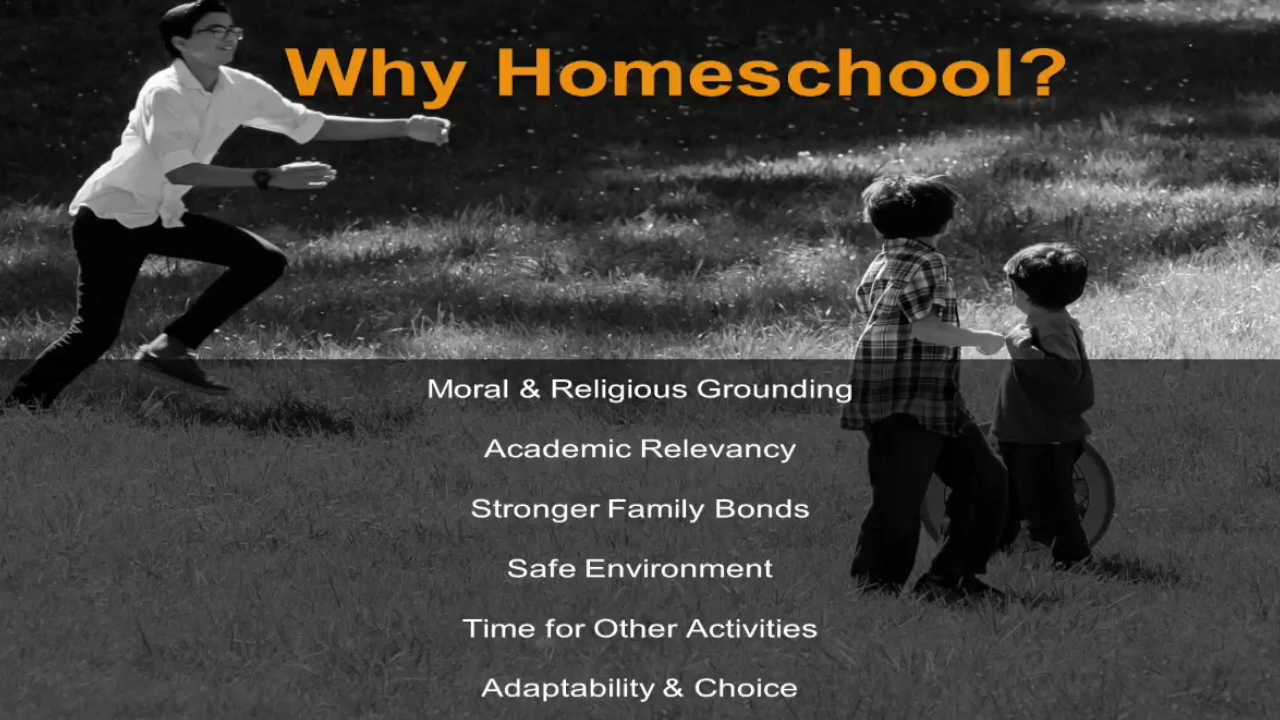 Why Homeschool?
Moral & Religious Grounding
Academic Relevancy
Stronger Family Bonds
Safe Environment
Time for Other Activities
Adaptability & Choice